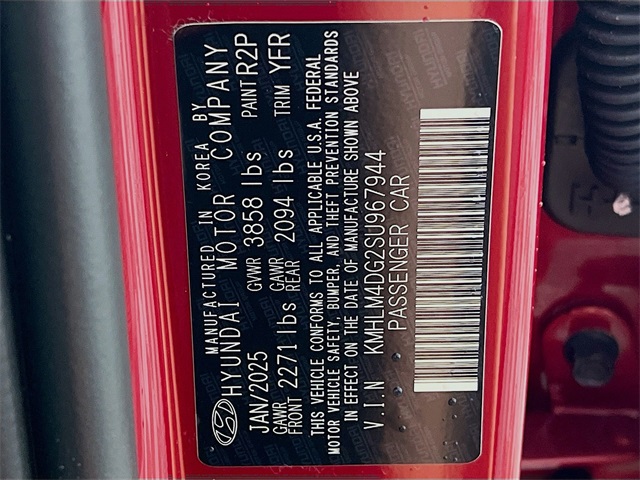 MANUFACTURED IN KOREA BY
HYUNDAI MOTOR COMPANY
JAN/2025 GVWR 3858 lbs PAINT R2P
GAWR FRONT 2271 lbs GAWR REAR 2094 lbs TRIM YFR
THIS VEHICLE CONFORMS TO ALL APPLICABLE U.S.A. FEDERAL
MOTOR VEHICLE SAFETY, BUMPER, AND THEFT PREVENTION STANDARDS
IN EFFECT ON THE DATE OF MANUFACTURE SHOWN ABOVE
V.I.N KMHLM4DG2SU967944
PASSENGER CAR